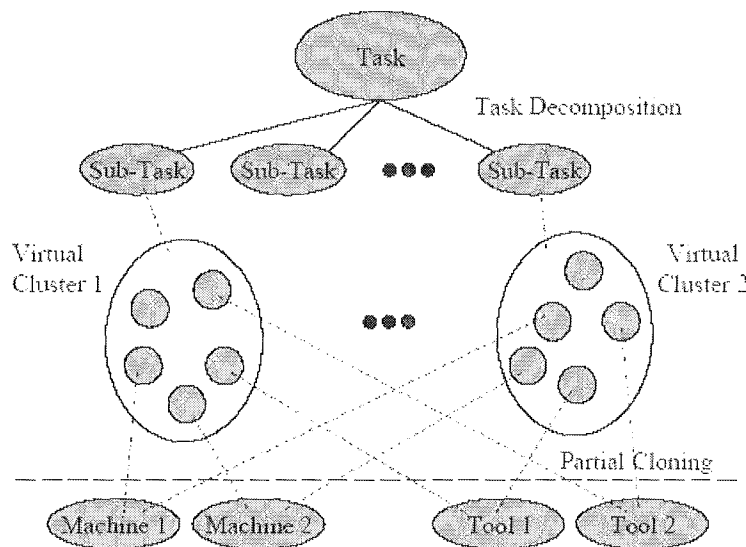 Task
Task Decomposition
Sub-Task
Sub-Task
Sub-Task
Virtual
Cluster 1
Virtual
Cluster
Partial Cloning
Machine 1
Machine 2
Tool 1
Tool 2